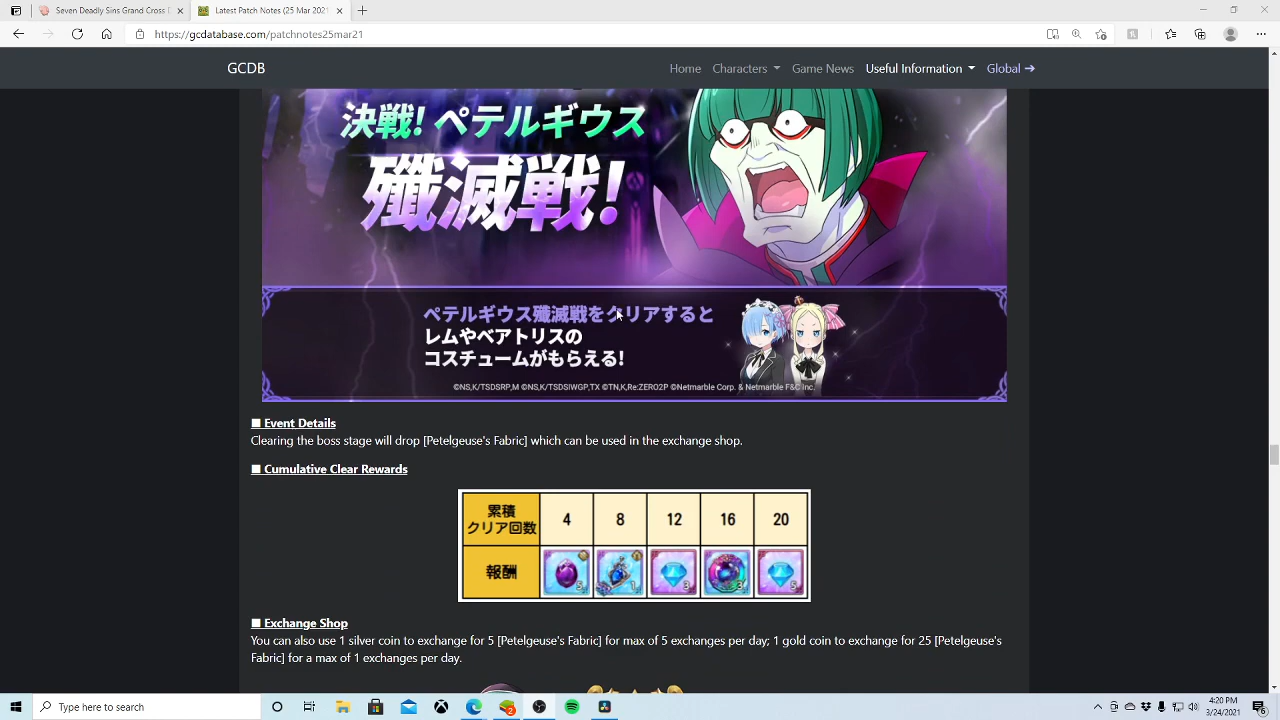 Seven Deadly Sins Grand Cross
Latest Patch Notes (25 Mar 2021
https://gcdatabase.com/patchnotes25mar21
GCDB
Home
Characters
Game News
Useful Information
Global →
決戦! ペテルギウス
殲滅戦!
ペテルギウス殲滅戦をクリアすると
レムやベアトリスの
コスチュームがもらえる!
©NS,K/TSDSRP,M ©NS,K/TSDSIWGP,TX ©TN,K,Re:ZERO2P ©Netmarble Corp. & Netmarble F&C Inc.
■ Event Details
Clearing the boss stage will drop [Petelgeuse's Fabric] which can be used in the exchange shop.
■ Cumulative Clear Rewards
累積
クリア回数
4 8 12 16 20
報酬
5 1 3 3 5
■ Exchange Shop
You can also use 1 silver coin to exchange for 5 [Petelgeuse's Fabric] for max of 5 exchanges per day; 1 gold coin to exchange for 25 [Petelgeuse's
Fabric] for a max of 1 exchanges per day.
Type here to search
2
4:20 PM
3/24/2021
6